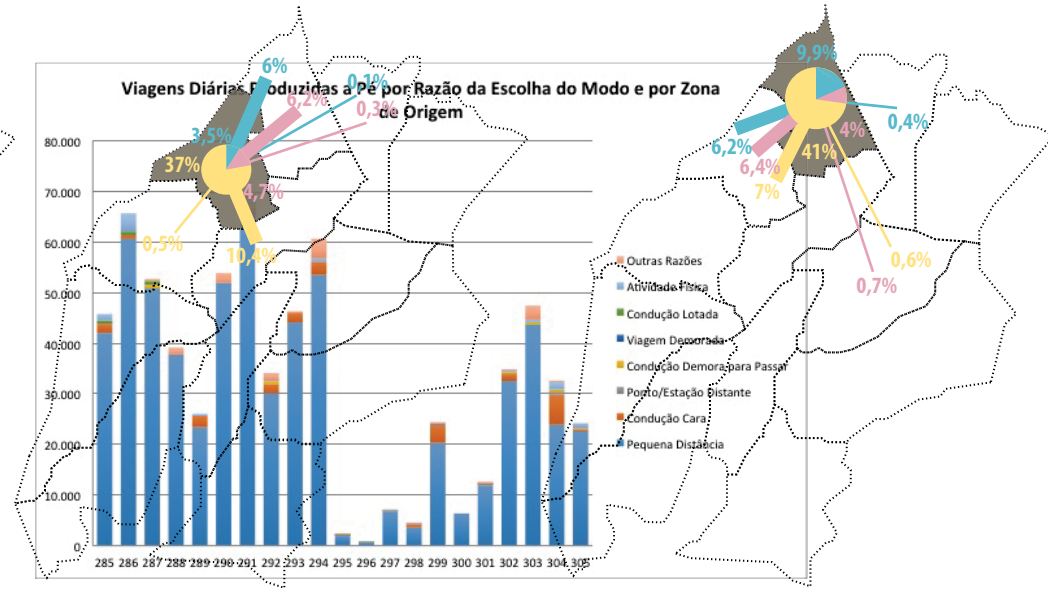 Viagens Diárias Produzidas a Pé por Razão da Escolha do Modo e por Zona
de Origem
6%
0,1%
6,2%
0,3%
3,5%
37%
4,7%
0,5%
10,4%
9,9%
0,4%
4%
6,2%
6,4%
41%
7%
0,6%
0,7%
80.000
70.000
60.000
50.000
40.000
30.000
20.000
10.000
0
285 286 287 288 289 290 291 292 293 294 295 296 297 298 299 300 301 302 303 304 305
Outras Razões
Atividade Física
Condução Lotada
Viagem Demorada
Condução Demora para Passar
Ponto/Estação Distante
Condução Cara
Pequena Distância